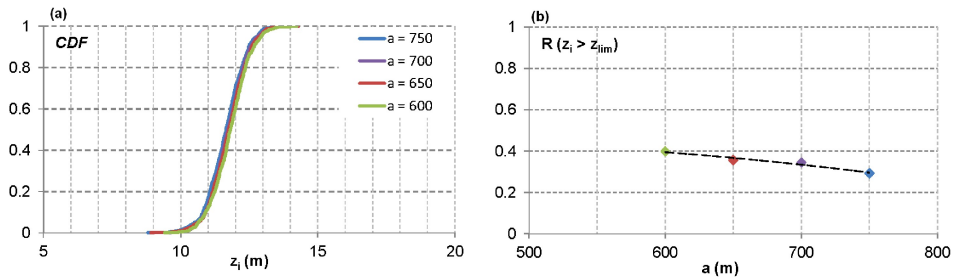 (a)
CDF
1
0.8
0.6
0.4
0.2
0
5
10
15
20
zi (m)
a = 750
a = 700
a = 650
a = 600
(b)
R (zi > zlim)
1
0.8
0.6
0.4
0.2
0
500
600
700
800
a (m)